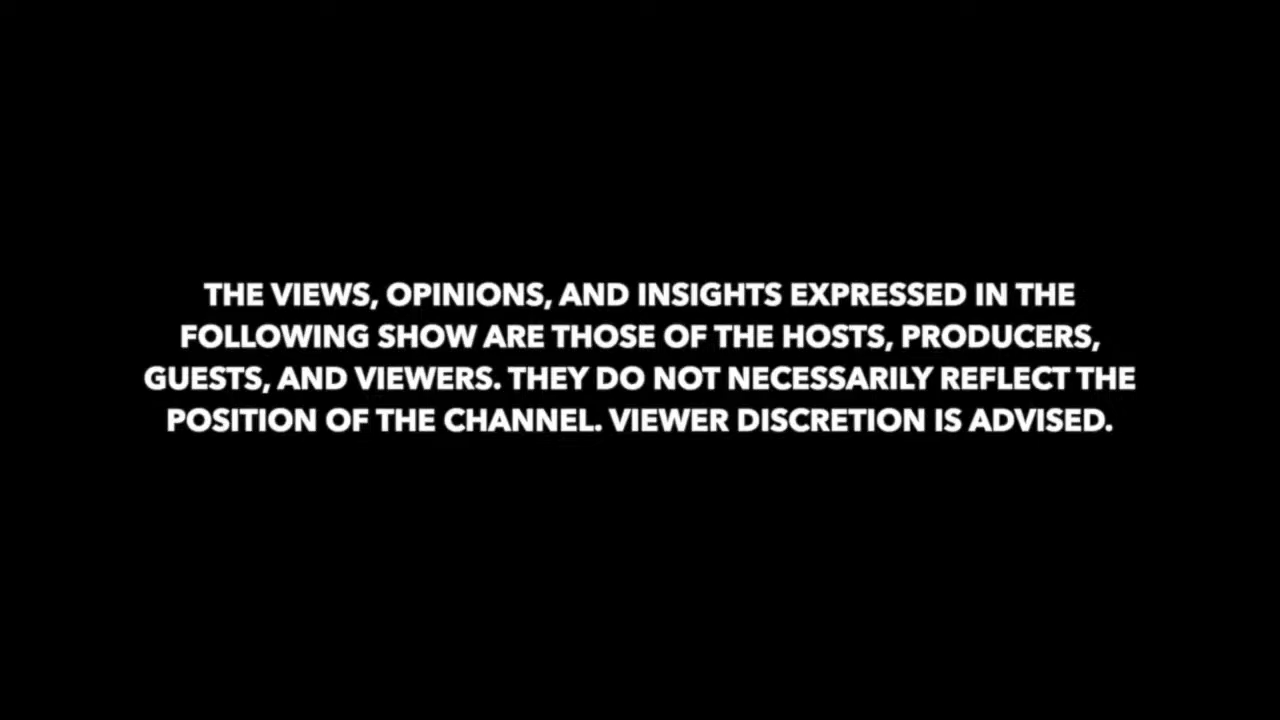 THE VIEWS, OPINIONS, AND INSIGHTS EXPRESSED IN THE
FOLLOWING SHOW ARE THOSE OF THE HOSTS, PRODUCERS,
GUESTS, AND VIEWERS. THEY DO NOT NECESSARILY REFLECT THE
POSITION OF THE CHANNEL. VIEWER DISCRETION IS ADVISED.